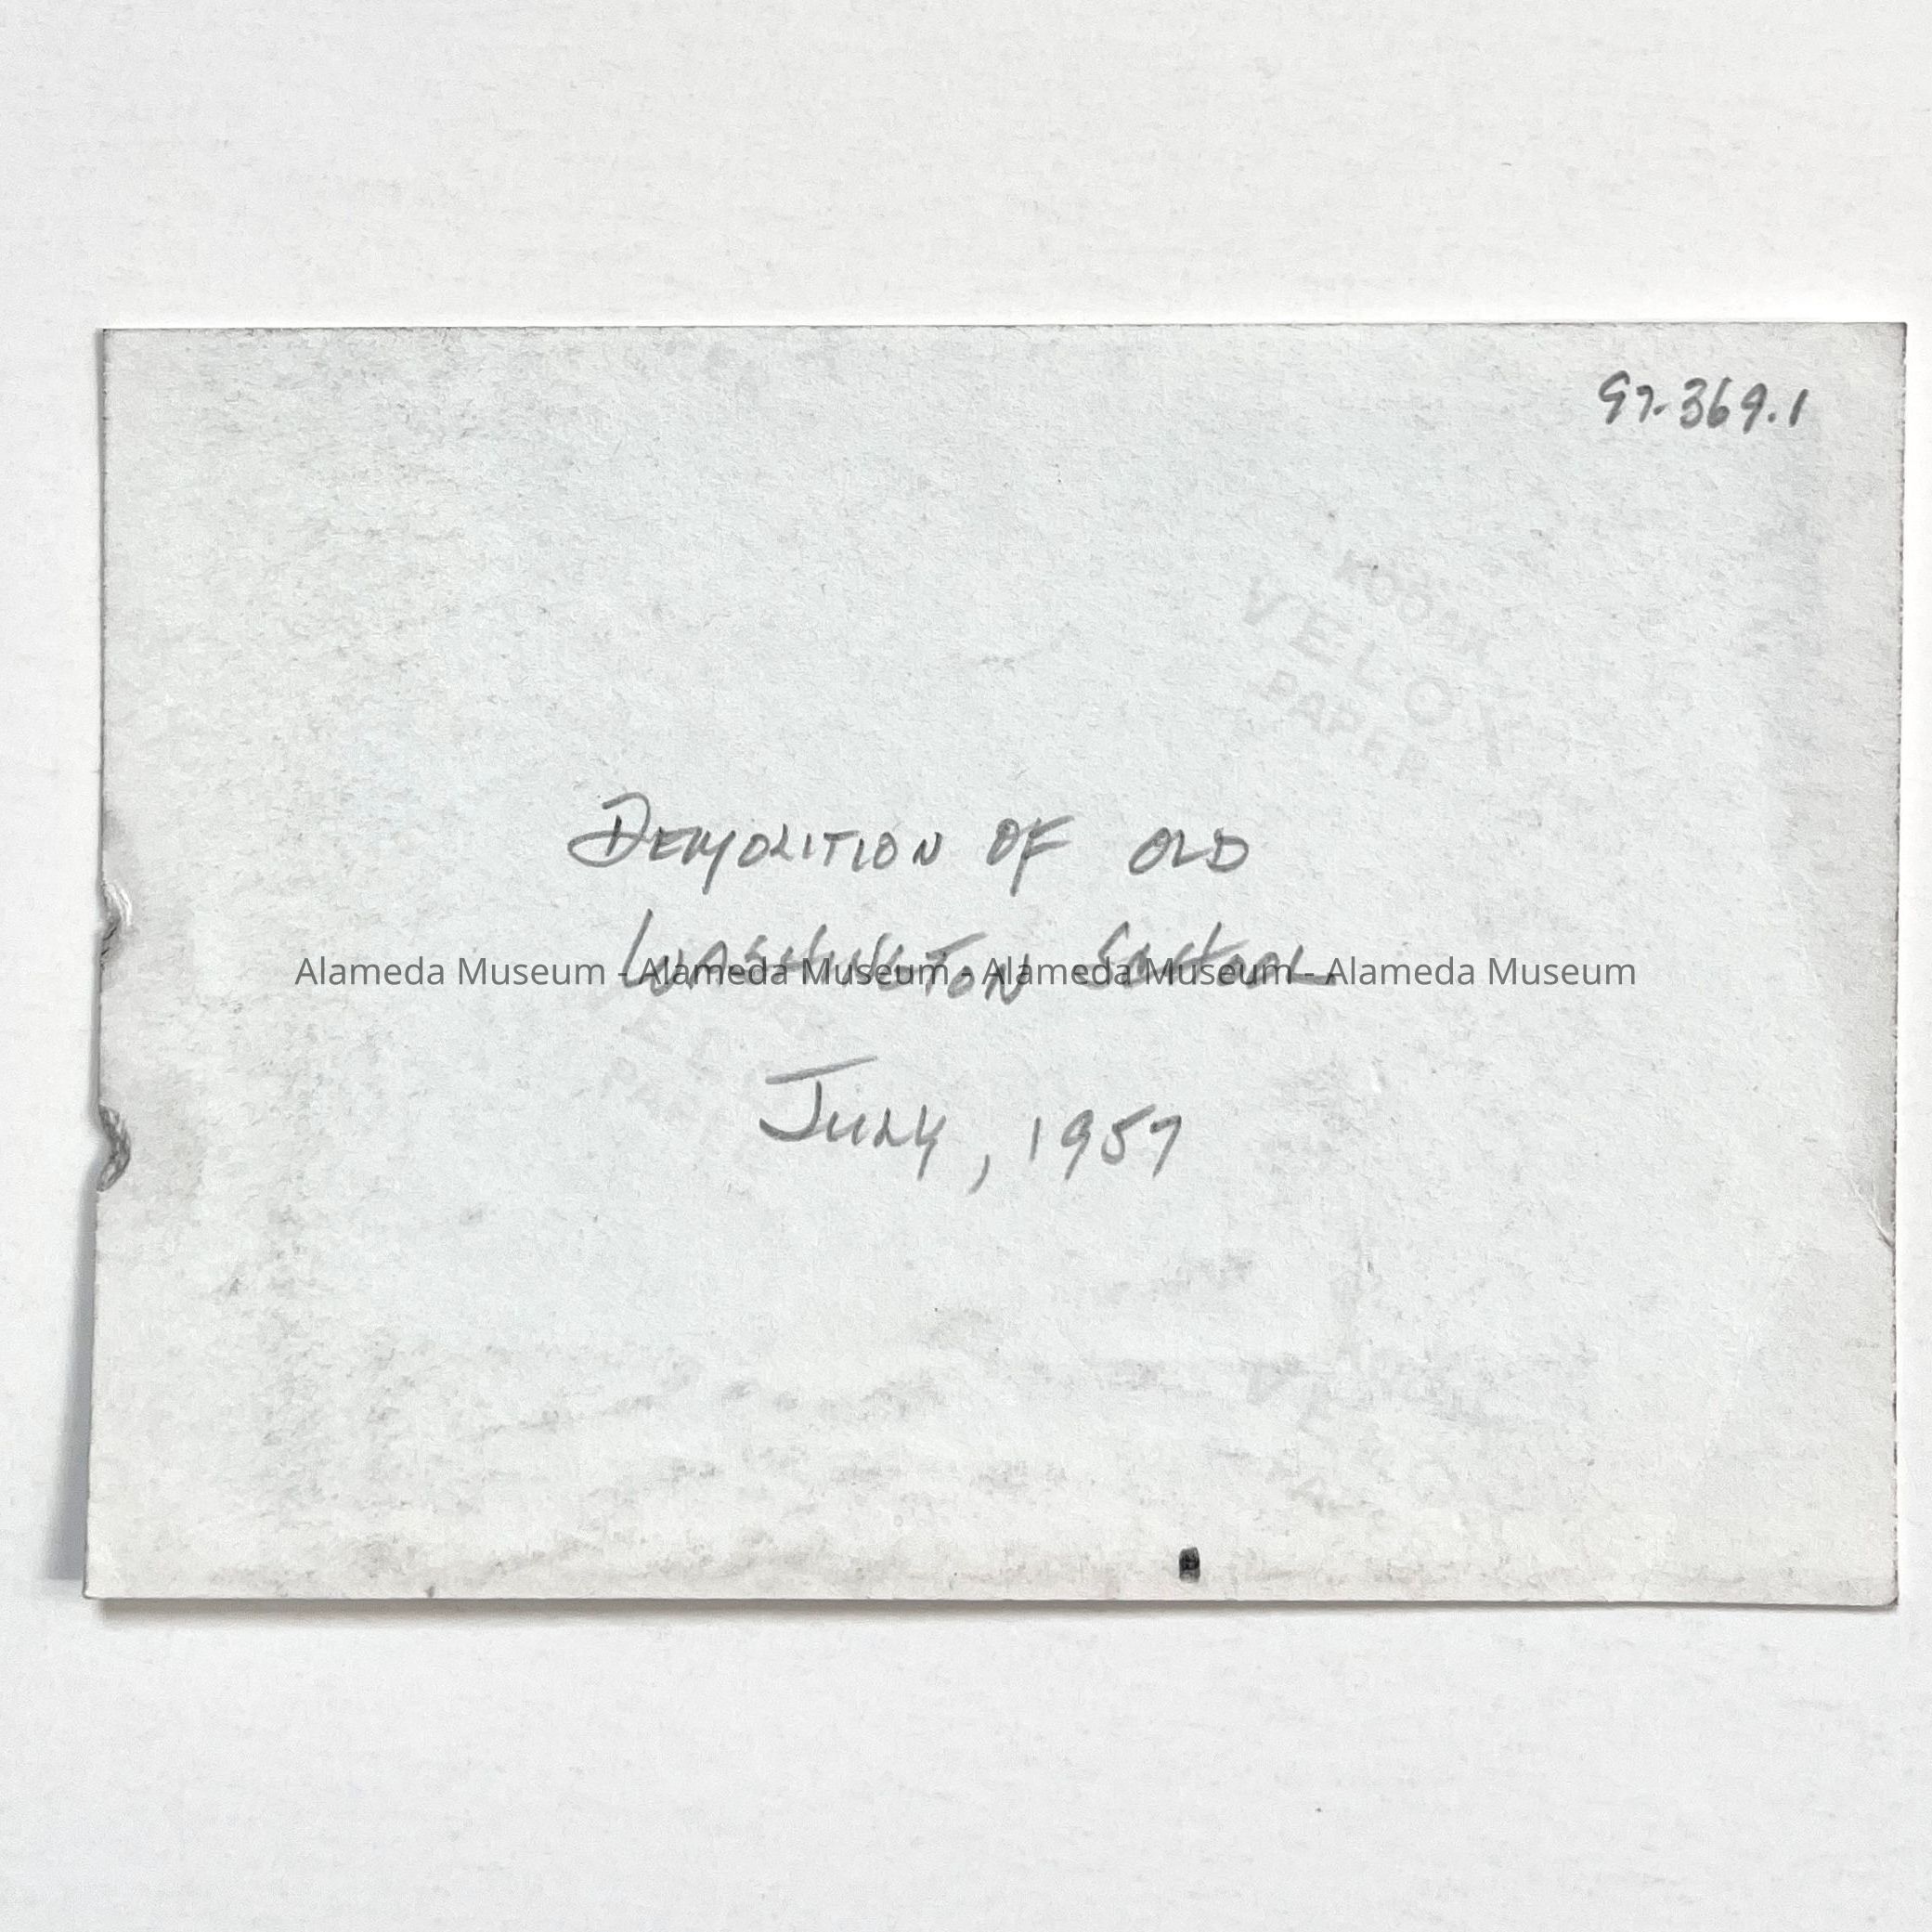 97-369.1
KODAK
VELOX
PAPER
DEMOLITION OF OLD
WASHINGTON SCHOOL
Alameda Museum - Alameda Museum - Alameda Museum - Alameda Museum
JULY, 1957